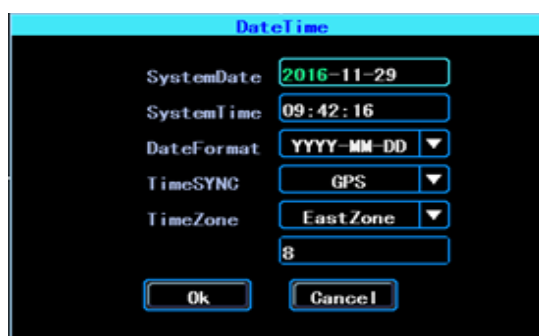 DateTime
SystemDate 2016-11-29
SystemTime 09:42:16
DateFormat YYYY-MM-DD
TimeSYNC GPS
TimeZone EastZone
8
Ok Cancel